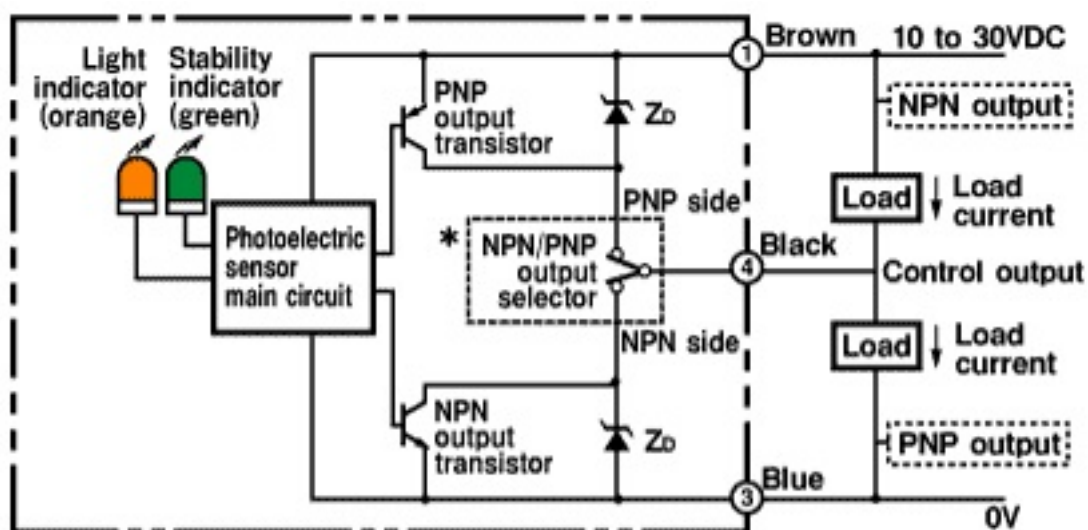 Light
indicator
(orange)
Stability
indicator
(green)
PNP
output
transistor
ZD
1
Brown
10 to 30VDC
NPN output
Load
Load
current
PNP side
*
NPN/PNP
output
selector
4
Black
Control output
Photoelectric
sensor
main circuit
NPN side
Load
Load
current
NPN
output
transistor
ZD
PNP output
3
Blue
0V